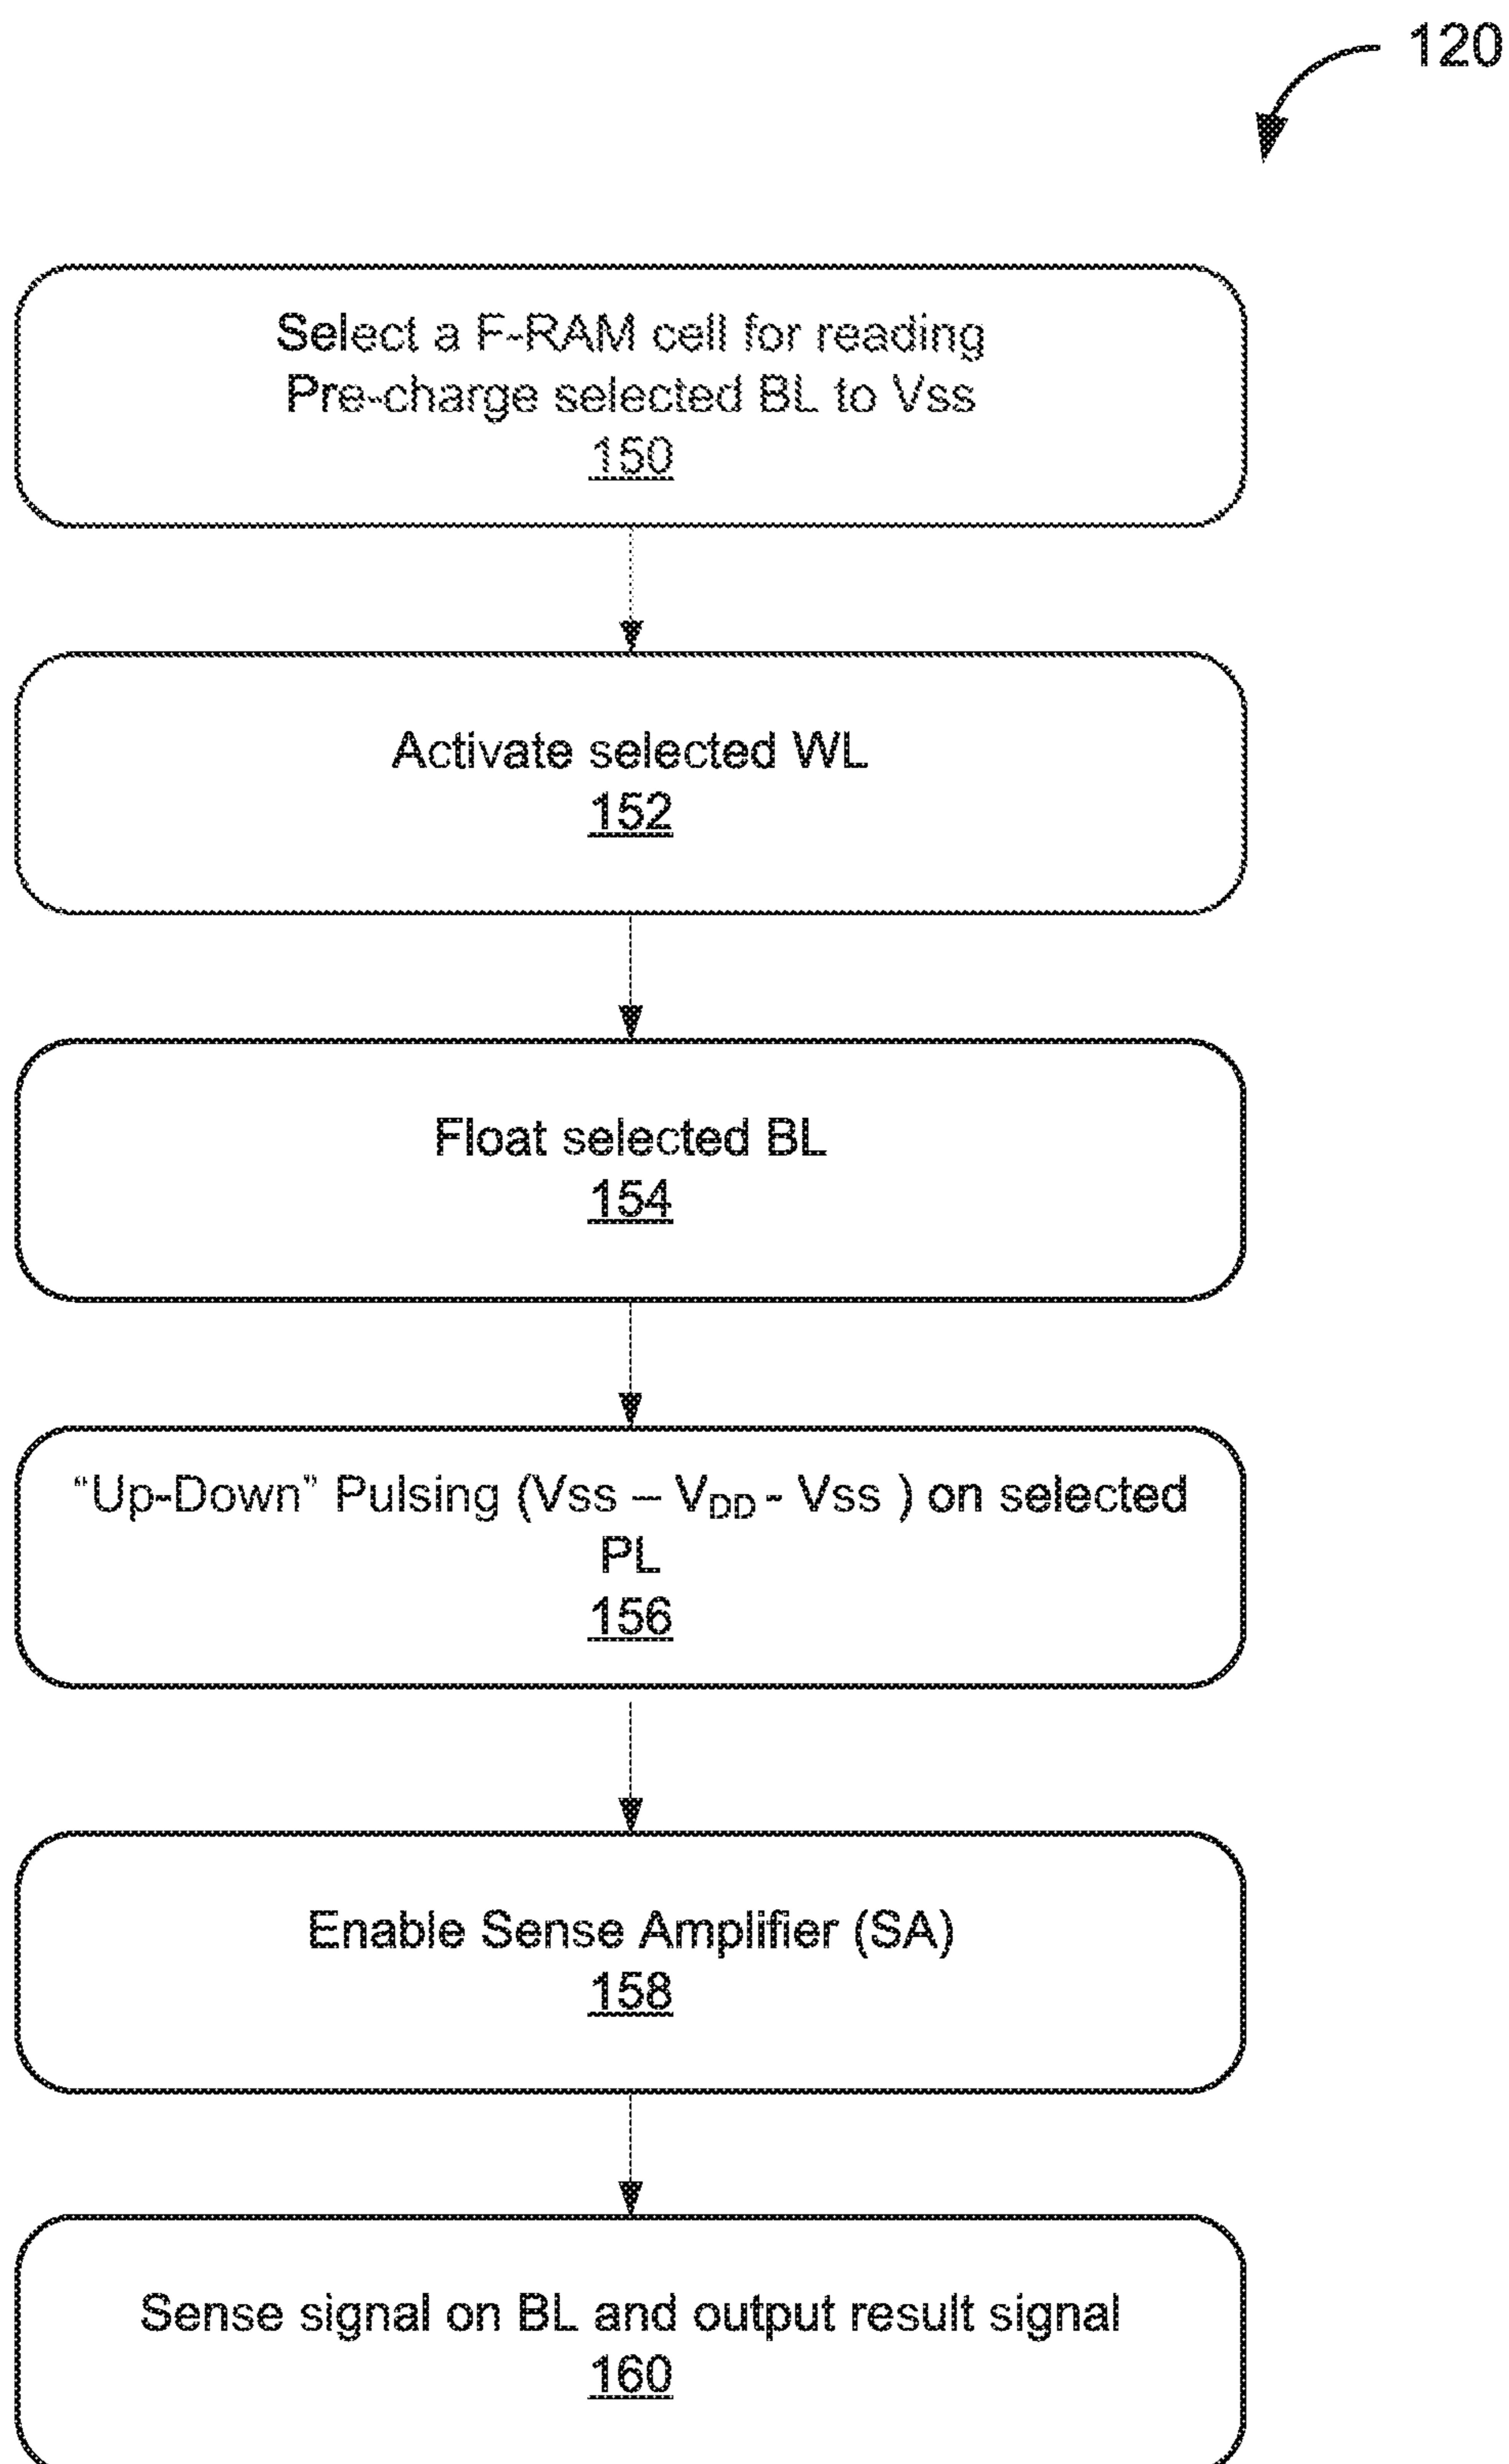 120
Select a F-RAM cell for reading
Pre-charge selected BL to Vss
150
Activate selected WL
152
Float selected BL
154
“Up-Down” Pulsing (Vss – VDD - Vss ) on selected
PL
156
Enable Sense Amplifier (SA)
158
Sense signal on BL and output result signal
160